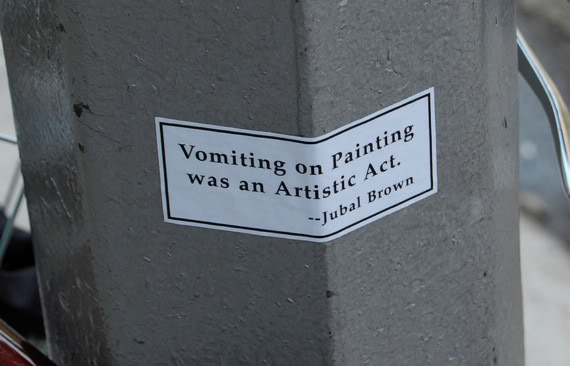 Vomiting on Painting
was an Artistic Act.
--Jubal Brown